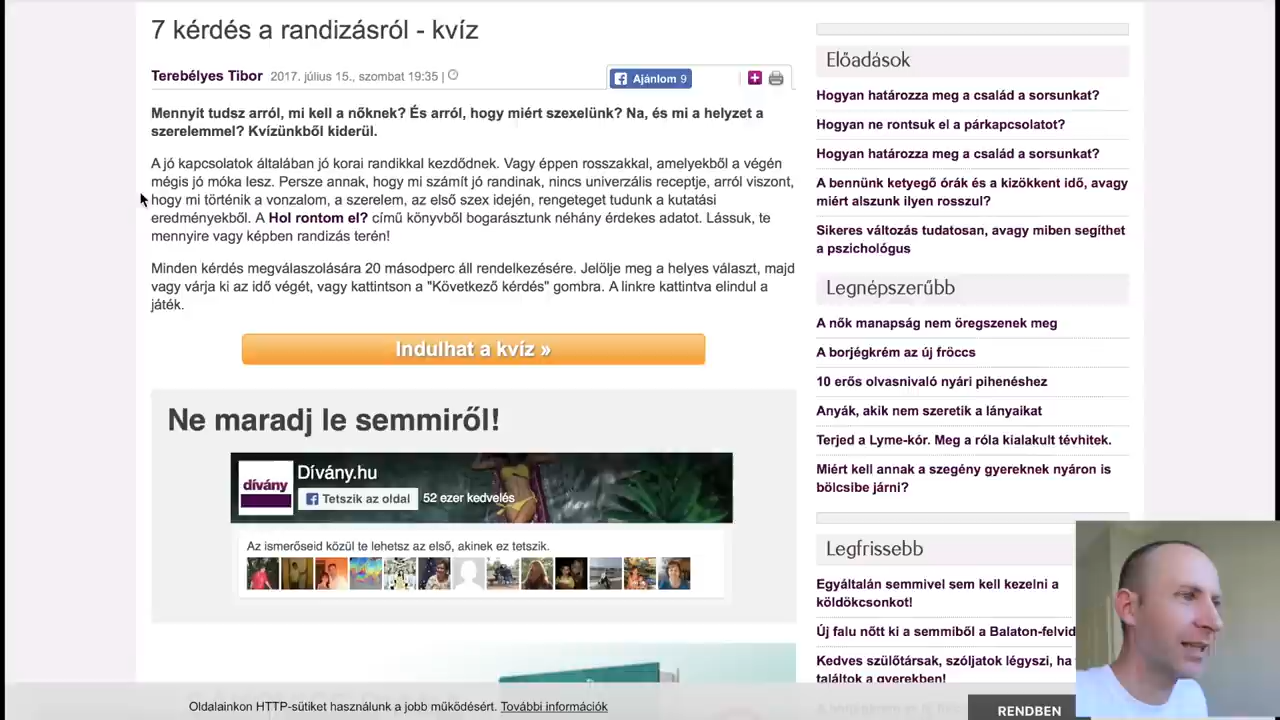 7 kérdés a randizásról - kvíz
Terebélyes Tibor 2017. július 15., szombat 19:35 |
Ajánlom 9
Mennyit tudsz arról, mi kell a nőknek? És arról, hogy miért szexelünk? Na, és mi a helyzet a
szerelemmel? Kvízünkből kiderül.
A jó kapcsolatok általában jó korai randikkal kezdődnek. Vagy éppen rosszakkal, amelyekből a végén
mégis jó móka lesz. Persze annak, hogy mi számít jó randinak, nincs univerzális receptje, arról viszont,
hogy mi történik a vonzalom, a szerelem, az első szex idején, rengeteget tudunk a kutatási
eredményekből. A Hol rontom el? című könyvből bogarásztunk néhány érdekes adatot. Lássuk, te
mennyire vagy képben randizás terén!
Minden kérdés megválaszolására 20 másodperc áll rendelkezésére. Jelölje meg a helyes választ, majd
vagy várja ki az idő végét, vagy kattintson a "Következő kérdés" gombra. A linkre kattintva elindul a
játék.
Indulhat a kvíz »
Ne maradj le semmiről!
Dívány.hu
dívány
Tetszik az oldal
52 ezer kedvelés
Az ismerőseid közül te lehetsz az első, akinek ez tetszik.
Előadások
Hogyan határozza meg a család a sorsunkat?
Hogyan ne rontsuk el a párkapcsolatot?
Hogyan határozza meg a család a sorsunkat?
A bennünk ketyegő órák és a kizökkent idő, avagy
miért alszunk ilyen rosszul?
Sikeres változás tudatosan, avagy miben segíthet
a pszichológus
Legnépszerűbb
A nők manapság nem öregszenek meg
A borjégkrém az új fröccs
10 erős olvasnivaló nyári pihenéshez
Anyák, akik nem szeretik a lányaikat
Terjed a Lyme-kór. Meg a róla kialakult tévhitek.
Miért kell annak a szegény gyereknek nyáron is
bölcsibe járni?
Legfrissebb
Egyáltalán semmivel sem kell kezelni a
köldökcsonkot!
Új falu nőtt ki a semmiből a Balaton-felvid
Kedves szülőtársak, szóljatok légyszi, ha
találtok a gyerekben!
Oldalainkon HTTP-sütiket használunk a jobb működésért. További információk
RENDBEN